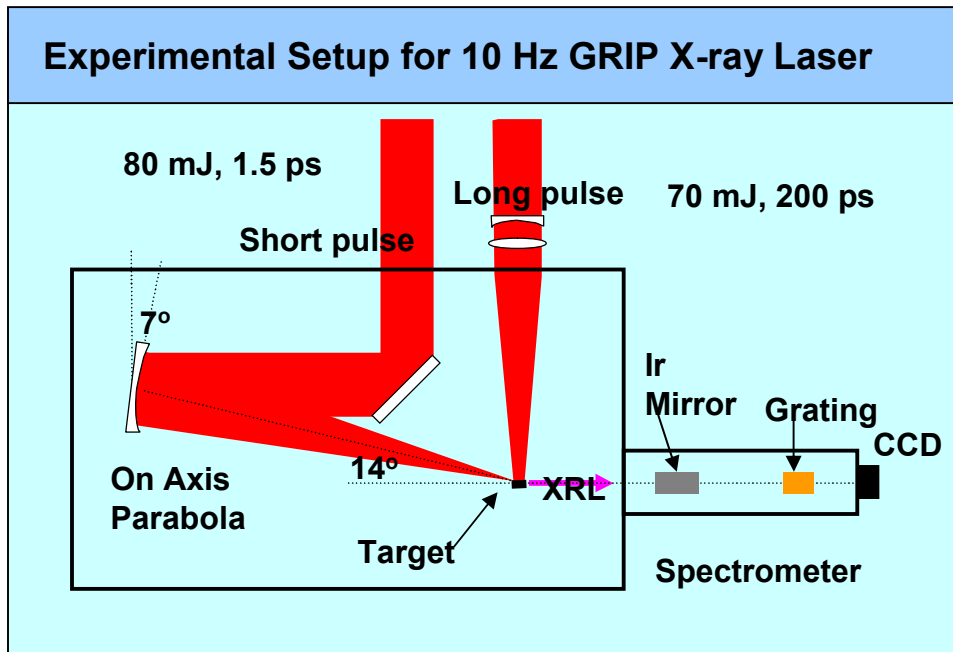 Experimental Setup for 10 Hz GRIP X-ray Laser
80 mJ, 1.5 ps
Long pulse
70 mJ, 200 ps
Short pulse
7º
Ir
Mirror
Grating
CCD
14º
On Axis
Parabola
XRL
Target
Spectrometer